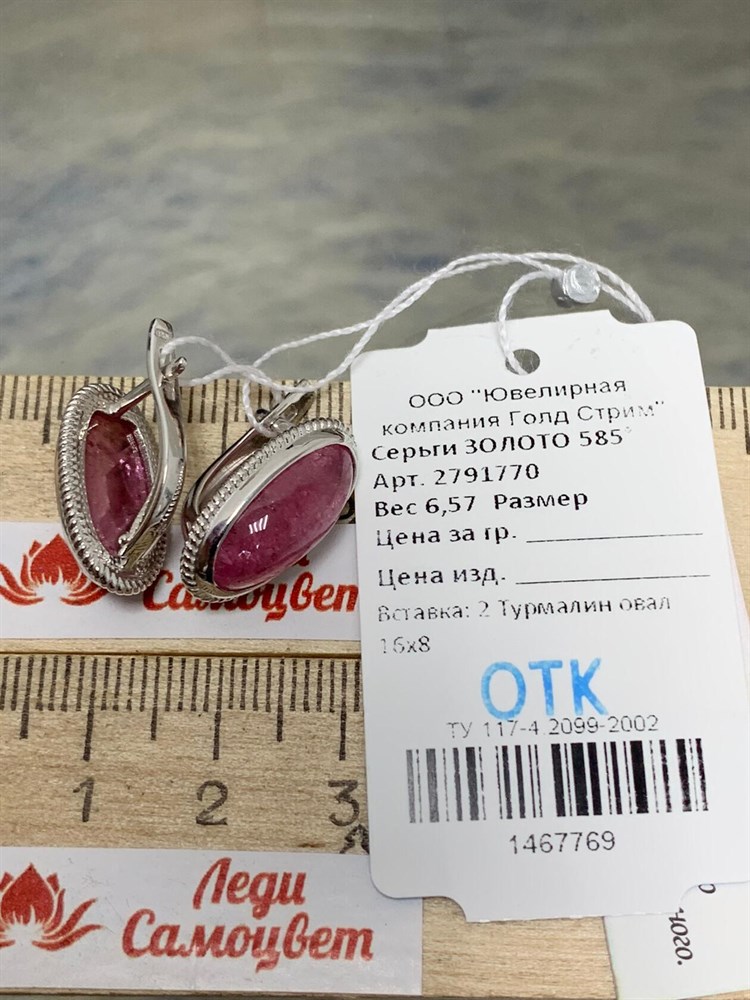 ООО "Ювелирная
компания Голд Стрим"
Серьги ЗОЛОТО 585*
Арт. 2791770
Вес 6,57 Размер
Цена за гр.
Цена изд.
Вставка: 2 Турмалин овал
16х8
ОТК
ТУ 117-4.2099-2002
1467769
Самоцвет
1 2 3
Леди
Самоцвет
ного.